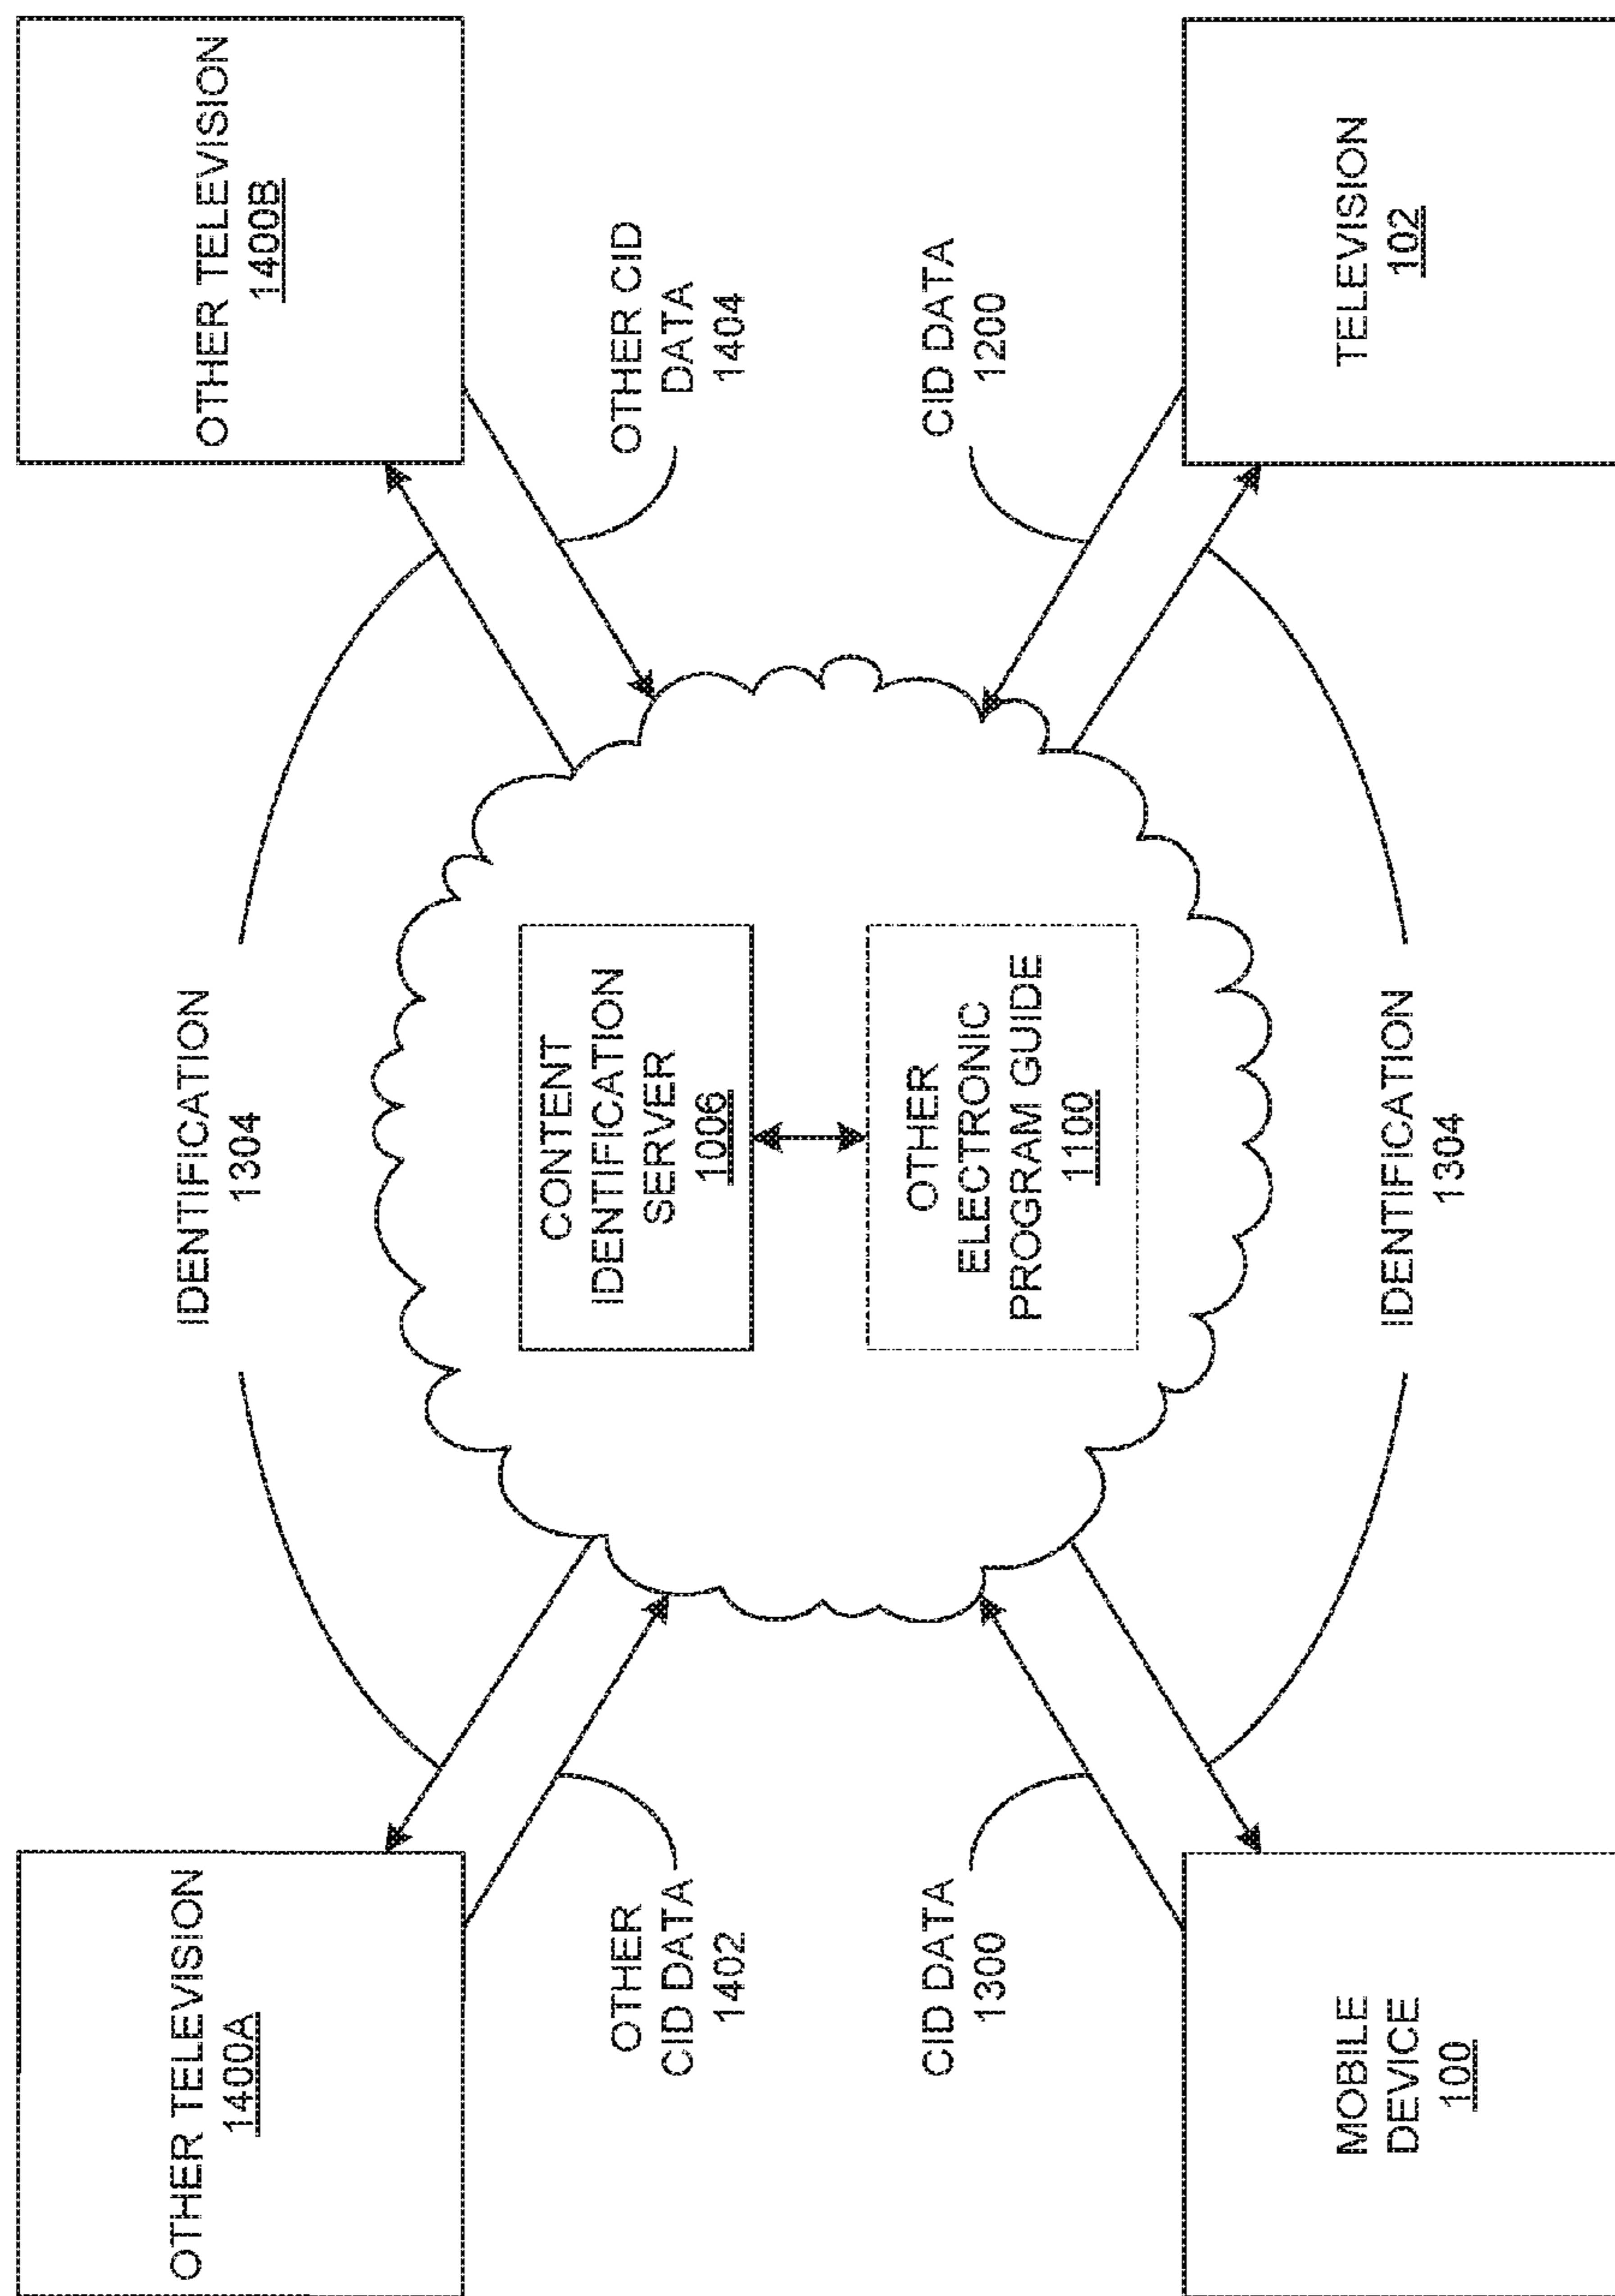 OTHER TELEVISION
1400A
IDENTIFICATION
1304
OTHER TELEVISION
1400B
OTHER
CID DATA
1402
CONTENT
IDENTIFICATION
SERVER
1006
OTHER CID
DATA
1404
CID DATA
1300
OTHER
ELECTRONIC
PROGRAM GUIDE
1100
CID DATA
1200
MOBILE
DEVICE
100
IDENTIFICATION
1304
TELEVISION
102